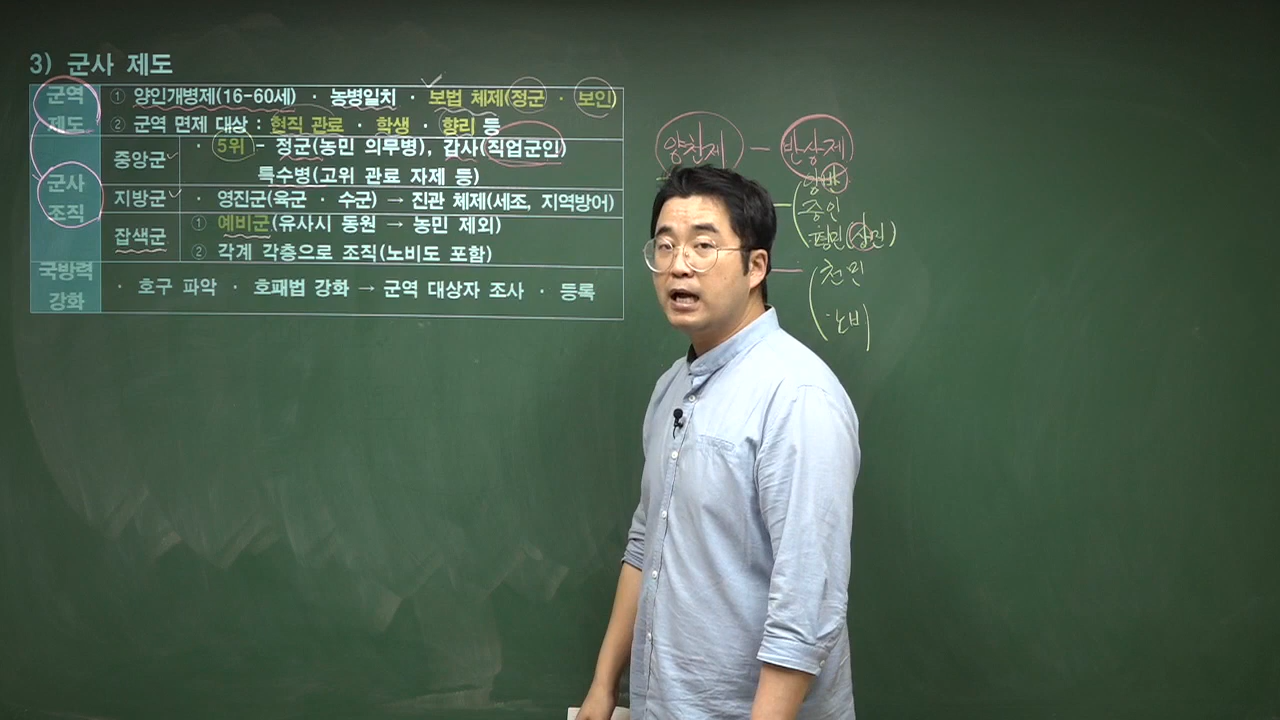 3) 군사 제도
군역 제도
① 양인개병제(16-60세) · 농병일치 · 보법 체제(정군 · 보인)
② 군역 면제 대상 : 현직 관료 · 학생 · 향리 등
군사 조직
중앙군
· 5위 - 정군(농민 의무병), 갑사(직업군인)
특수병(고위 관료 자제 등)
지방군
· 영진군(육군 · 수군) → 진관 체제(세조, 지역방어)
잡색군
① 예비군(유사시 동원 → 농민 제외)
② 각계 각층으로 조직(노비도 포함)
국방력 강화
· 호구 파악 · 호패법 강화 → 군역 대상자 조사 · 등록
양천제 - 반상제
양반
중인
평민(상민)
천민
노비